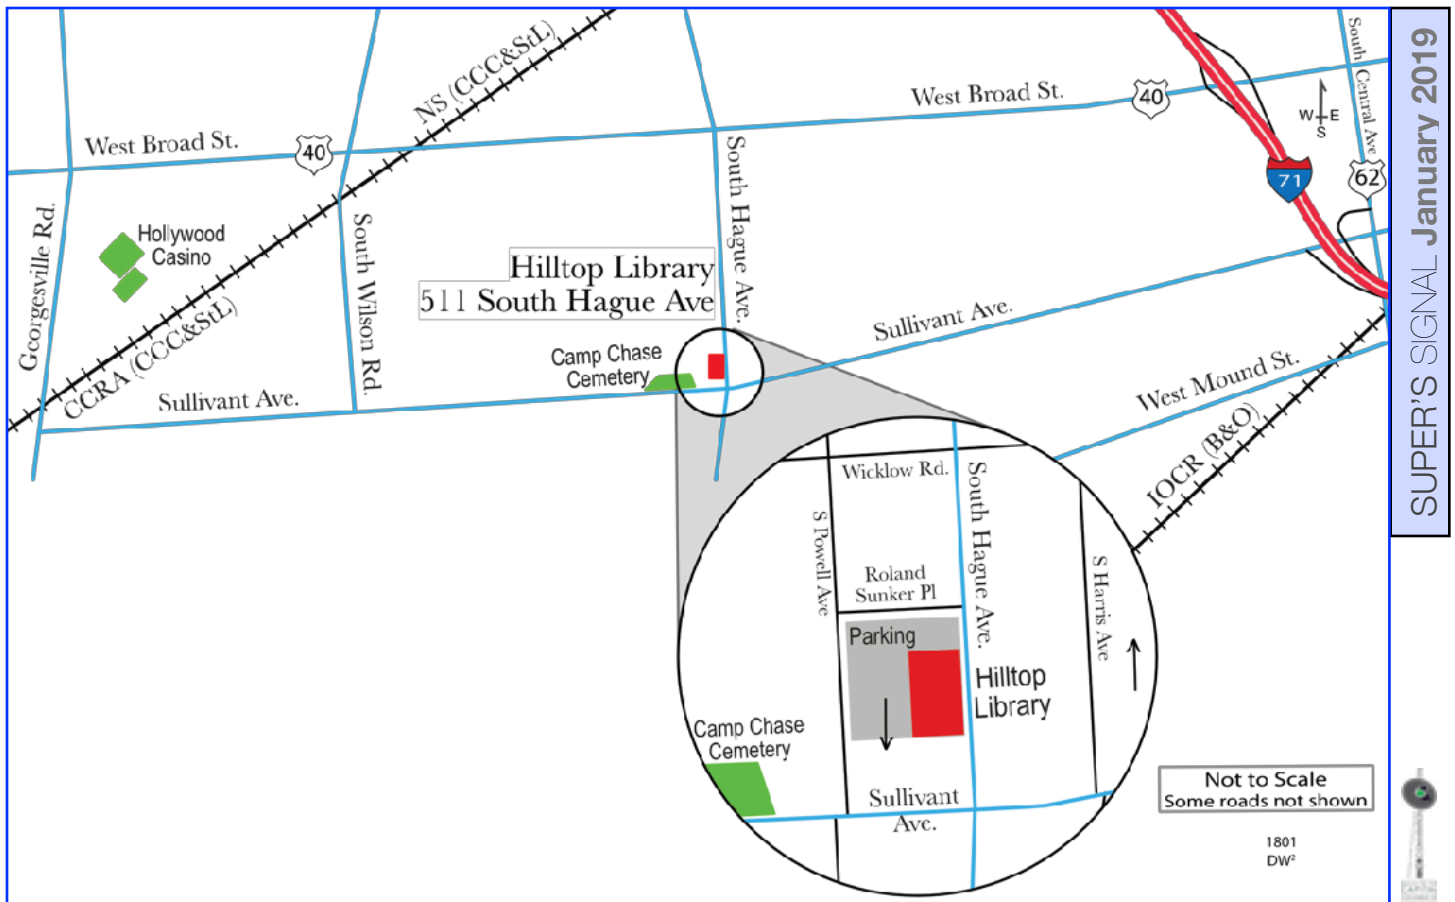 NS (CCC&StL)
West Broad St.
40
West Broad St.
40
South Central Ave
W
E
S
71
62
SUPER'S SIGNAL January 2019
Georgesville Rd.
Hollywood
Casino
South Wilson Rd.
South Hague Ave.
Hilltop Library
511 South Hague Ave
CCRA (CCC&StL)
Sullivant Ave.
Camp Chase
Cemetery
Sullivant Ave.
West Mound St.
IOCR (B&O)
Wicklow Rd.
S Powell Ave
South Hague Ave.
Roland
Sunker Pl
S Harris Ave
Parking
Hilltop
Library
Camp Chase
Cemetery
Sullivant
Ave.
Not to Scale
Some roads not shown
1801
DW²